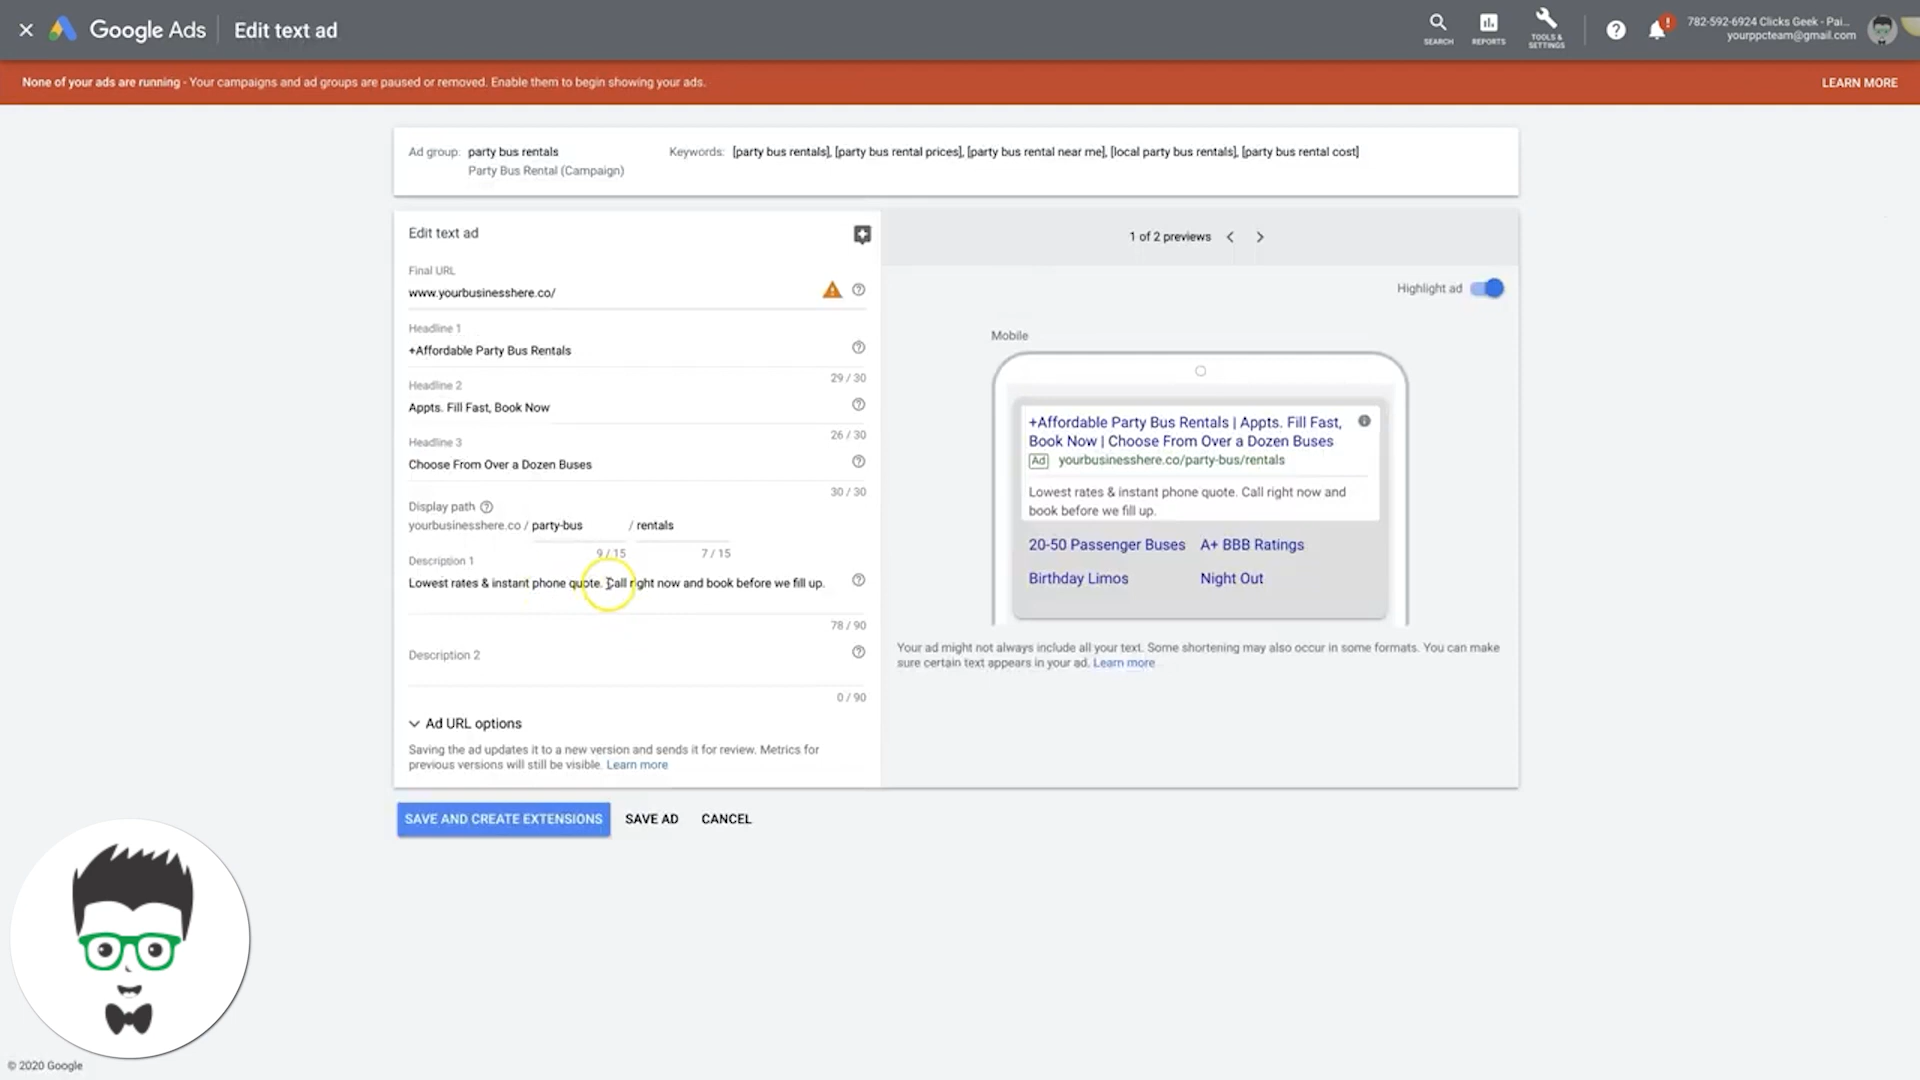 Google Ads
Edit text ad
SEARCH
REPORTS
TOOLS &
SETTINGS
782-592-6924 Clicks Geek - Pai...
yourppcteam@gmail.com
None of your ads are running - Your campaigns and ad groups are paused or removed. Enable them to begin showing your ads.
LEARN MORE
Ad group: party bus rentals
Party Bus Rental (Campaign)
Keywords: [party bus rentals], [party bus rental prices], [party bus rental near me], [local party bus rentals], [party bus rental cost]
Edit text ad
Final URL
www.yourbusinesshere.co/
Headline 1
+Affordable Party Bus Rentals
29 / 30
Headline 2
Appts. Fill Fast, Book Now
26 / 30
Headline 3
Choose From Over a Dozen Buses
30 / 30
Display path
yourbusinesshere.co / party-bus / rentals
9 / 15 7 / 15
Description 1
Lowest rates & instant phone quote. Call right now and book before we fill up.
78 / 90
Description 2
0 / 90
Ad URL options
Saving the ad updates it to a new version and sends it for review. Metrics for
previous versions will still be visible. Learn more
SAVE AND CREATE EXTENSIONS SAVE AD CANCEL
1 of 2 previews
Highlight ad
Mobile
+Affordable Party Bus Rentals | Appts. Fill Fast,
Book Now | Choose From Over a Dozen Buses
Ad yourbusinesshere.co/party-bus/rentals
Lowest rates & instant phone quote. Call right now and
book before we fill up.
20-50 Passenger Buses A+ BBB Ratings
Birthday Limos Night Out
Your ad might not always include all your text. Some shortening may also occur in some formats. You can make
sure certain text appears in your ad. Learn more
© 2020 Google